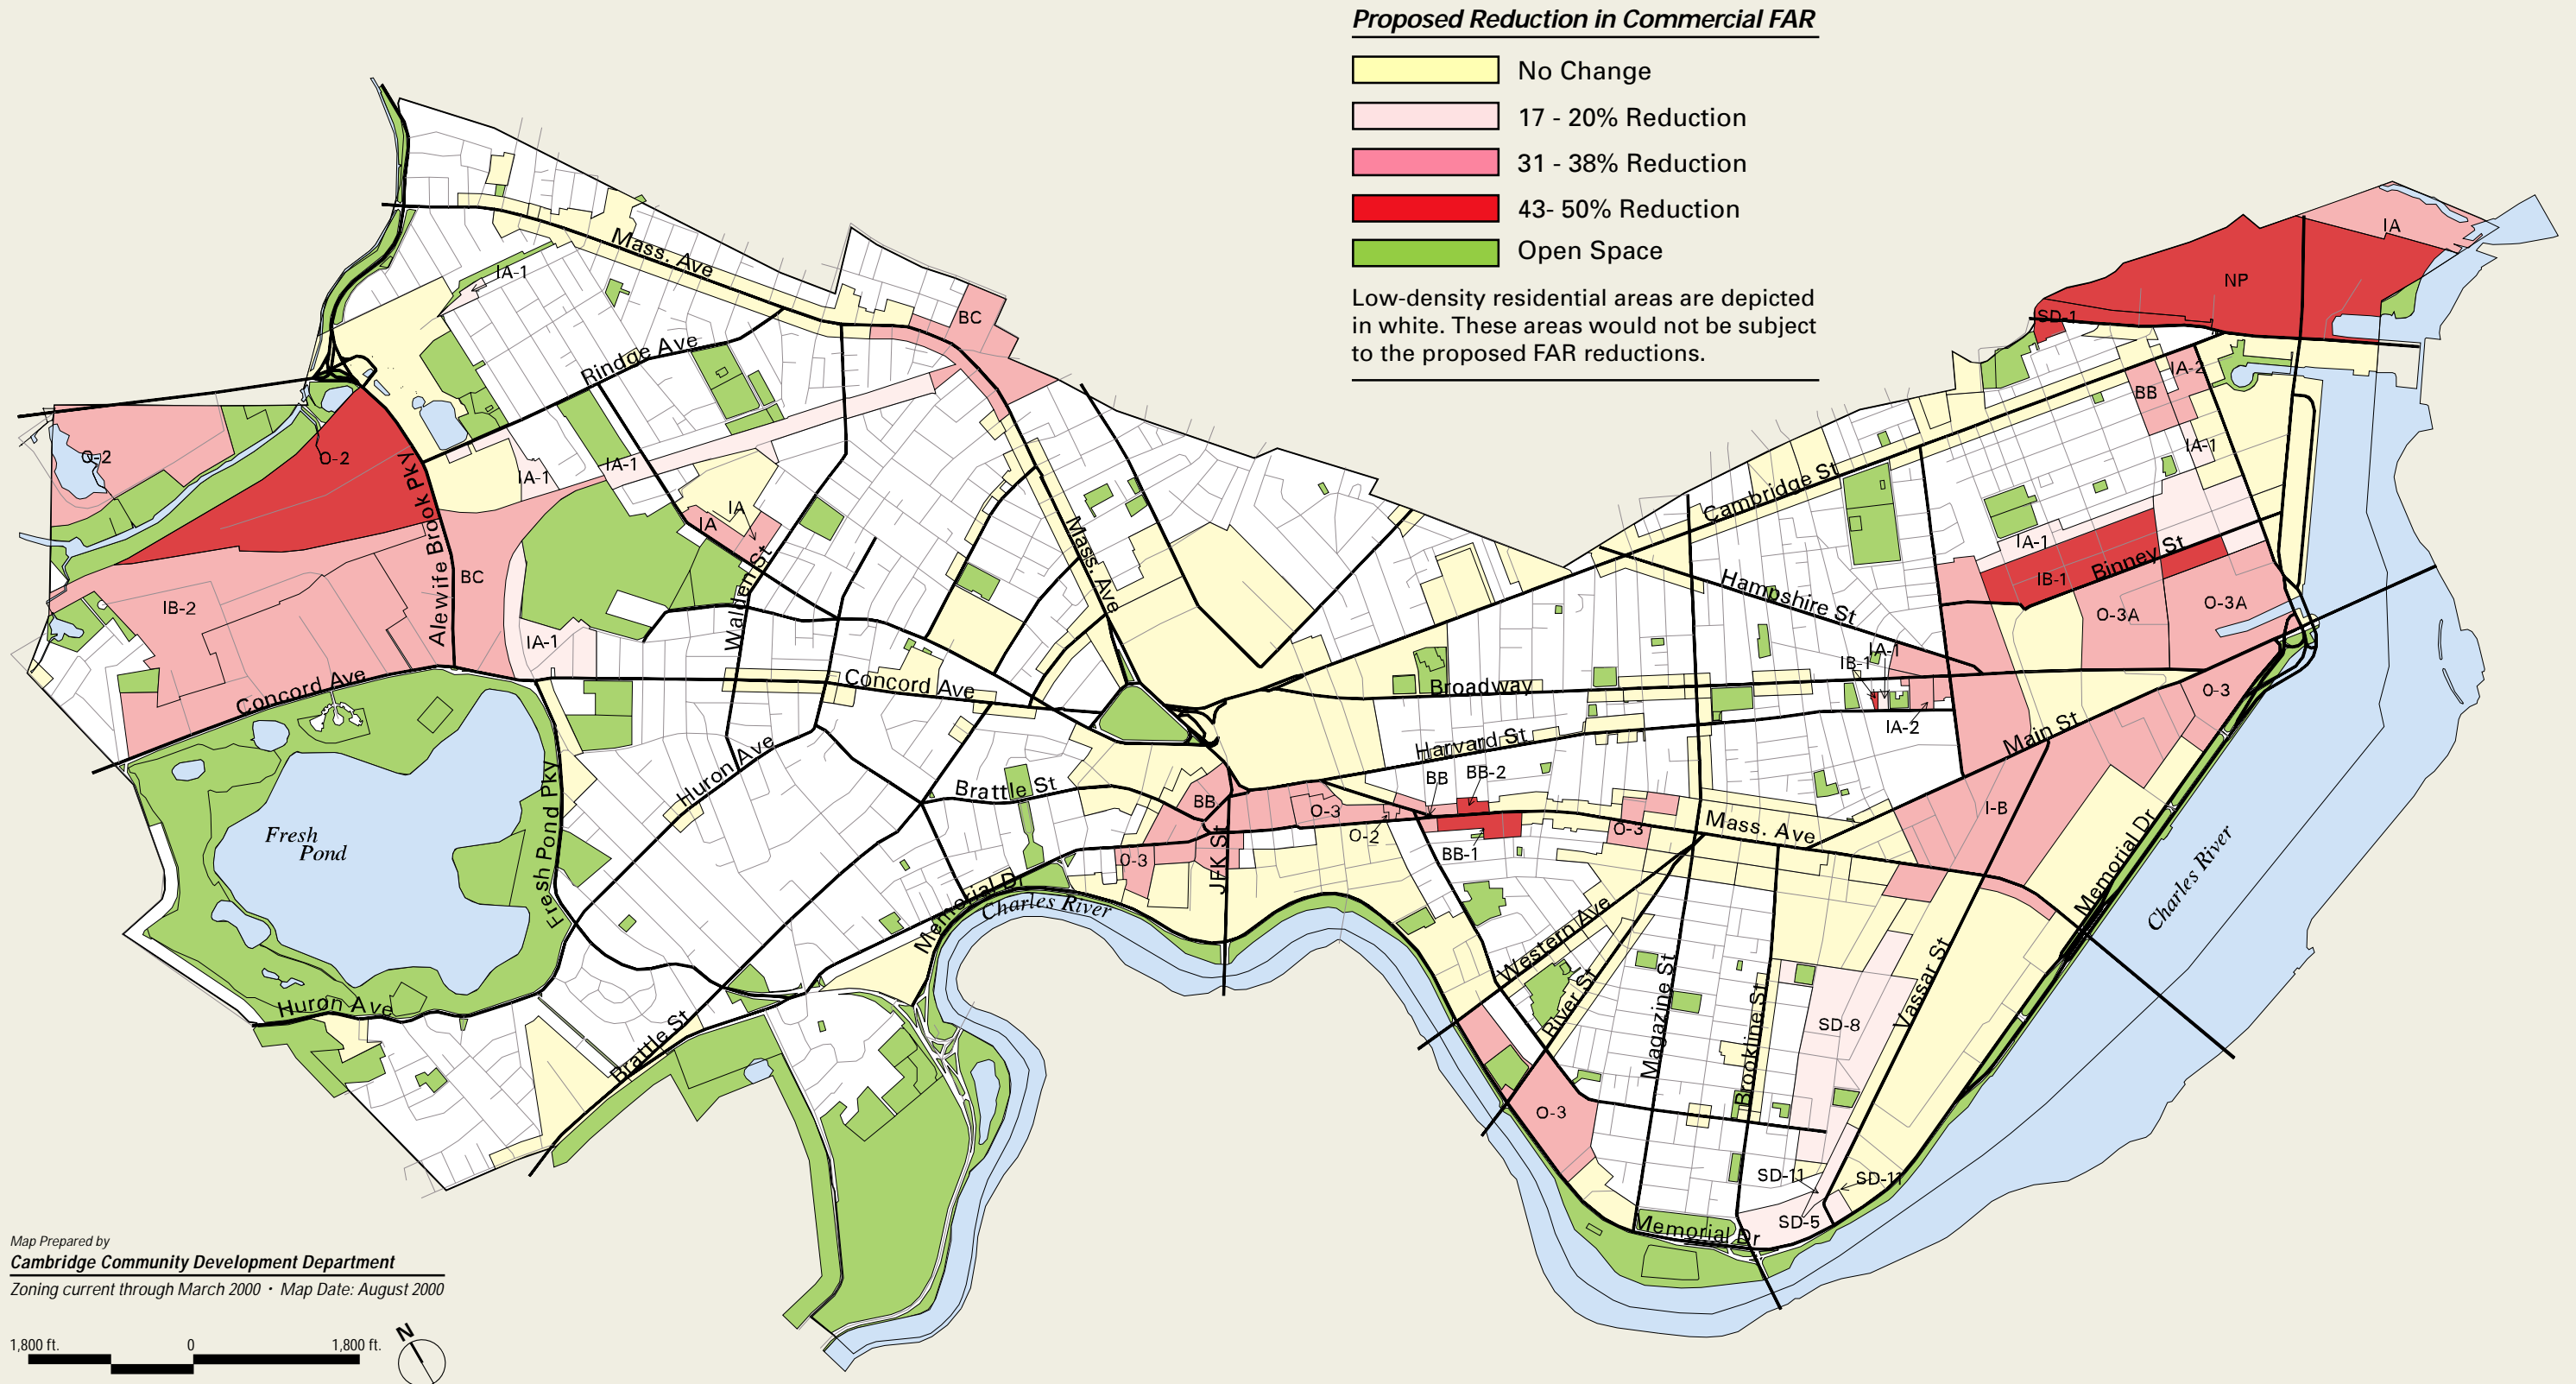 Proposed Reduction in Commercial FAR
No Change
17 - 20% Reduction
31 - 38% Reduction
43- 50% Reduction
Open Space
Low-density residential areas are depicted
in white. These areas would not be subject
to the proposed FAR reductions.
Mass. Ave
IA-1
Rindge Ave
BC
O-2
O-2
Alewife Brook Pky
IA-1
IA-1
IA
IA
Walden St
Mass. Ave
BC
IB-2
IA-1
Concord Ave
Concord Ave
Huron Ave
Brattle St
Fresh
Pond
Fresh Pond Pky
Huron Ave
Brattle St
Memorial Dr
Charles River
BB
O-3
JFK St
O-3
O-2
BB
BB-2
BB-1
O-3
Mass. Ave
Harvard St
Broadway
Cambridge St
Hampshire St
IB-1
IA-1
IA-2
IA
NP
SD-1
IA-2
BB
IA-1
IA-1
IB-1
Binney St
O-3A
O-3A
O-3
Main St
I-B
Memorial Dr
Charles River
Western Ave
River St
Magazine St
Brookline St
Vassar St
SD-8
O-3
SD-11
SD-11
SD-5
Memorial Dr
Map Prepared by
Cambridge Community Development Department
Zoning current through March 2000 • Map Date: August 2000
1,800 ft. 0 1,800 ft.
N